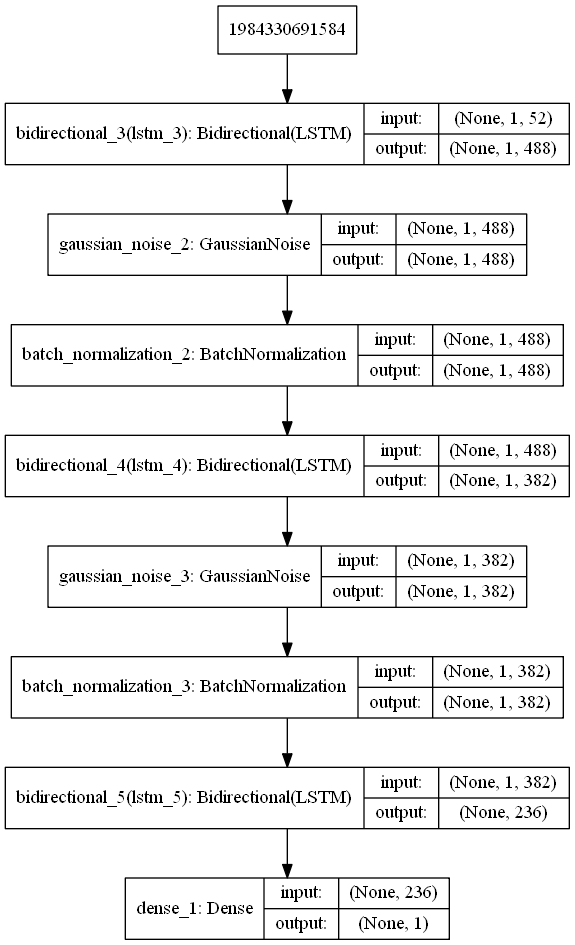 1984330691584
bidirectional_3(lstm_3): Bidirectional(LSTM)
input: (None, 1, 52)
output: (None, 1, 488)
gaussian_noise_2: GaussianNoise
input: (None, 1, 488)
output: (None, 1, 488)
batch_normalization_2: BatchNormalization
input: (None, 1, 488)
output: (None, 1, 488)
bidirectional_4(lstm_4): Bidirectional(LSTM)
input: (None, 1, 488)
output: (None, 1, 382)
gaussian_noise_3: GaussianNoise
input: (None, 1, 382)
output: (None, 1, 382)
batch_normalization_3: BatchNormalization
input: (None, 1, 382)
output: (None, 1, 382)
bidirectional_5(lstm_5): Bidirectional(LSTM)
input: (None, 1, 382)
output: (None, 236)
dense_1: Dense
input: (None, 236)
output: (None, 1)